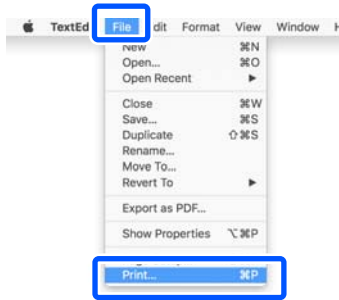 TextEd File dit Format View Window H
New ⌘N
Open... ⌘O
Open Recent ▶
Close ⌘W
Save... ⌘S
Duplicate ⇧⌘S
Rename...
Move To...
Revert To ▶
Export as PDF...
Show Properties ⌥⌘P
Print... ⌘P